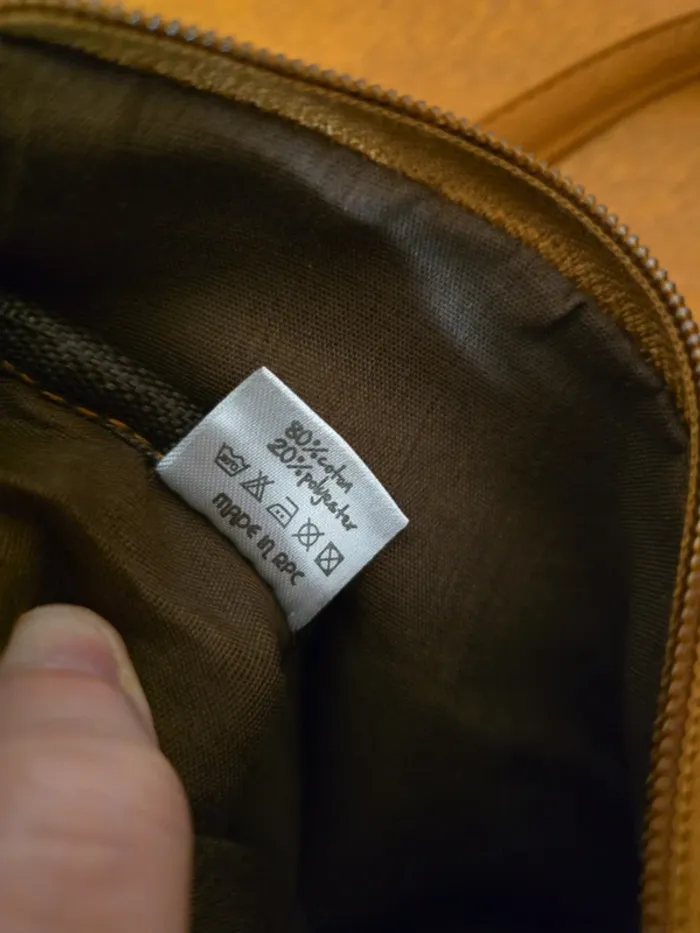 80% coton
20% polyester
MADE IN RPC